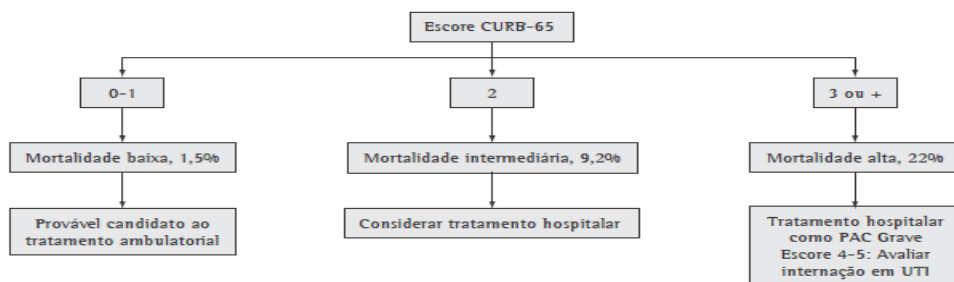 Escore CURB-65
0-1
2
3 ou +
Mortalidade baixa, 1,5%
Mortalidade intermediária, 9,2%
Mortalidade alta, 22%
Provável candidato ao
tratamento ambulatorial
Considerar tratamento hospitalar
Tratamento hospitalar
como PAC Grave
Escore 4-5: Avaliar
internação em UTI